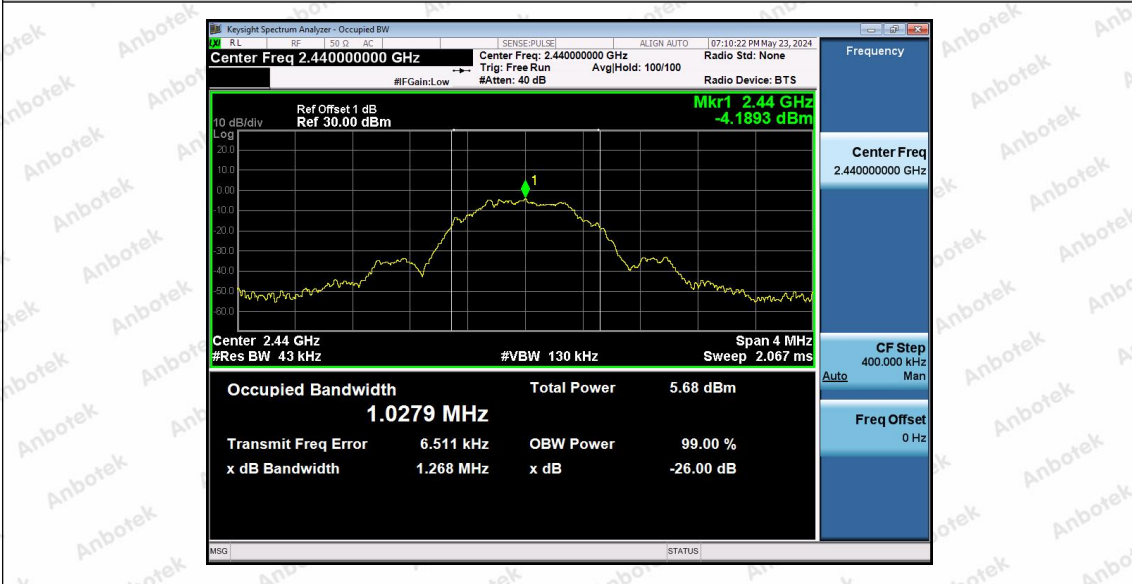 Keysight Spectrum Analyzer - Occupied BW
LXI RL RF 50 Ω AC SENSE:PULSE ALIGN AUTO 07:10:22 PM May 23, 2024
Center Freq 2.440000000 GHz
Center Freq: 2.440000000 GHz Radio Std: None
Trig: Free Run Avg|Hold: 100/100
#IFGain:Low #Atten: 40 dB Radio Device: BTS
Frequency
Ref Offset 1 dB
10 dB/div Ref 30.00 dBm
Mkr1 2.44 GHz
-4.1893 dBm
Log
20.0
10.0
0.00
-10.0
-20.0
-30.0
-40.0
-50.0
-60.0
1
Center 2.44 GHz Span 4 MHz
#Res BW 43 kHz #VBW 130 kHz Sweep 2.067 ms
Occupied Bandwidth Total Power 5.68 dBm
1.0279 MHz
Transmit Freq Error 6.511 kHz OBW Power 99.00 %
x dB Bandwidth 1.268 MHz x dB -26.00 dB
Center Freq
2.440000000 GHz
CF Step
400.000 kHz
Auto Man
Freq Offset
0 Hz
MSG STATUS
Anbotek